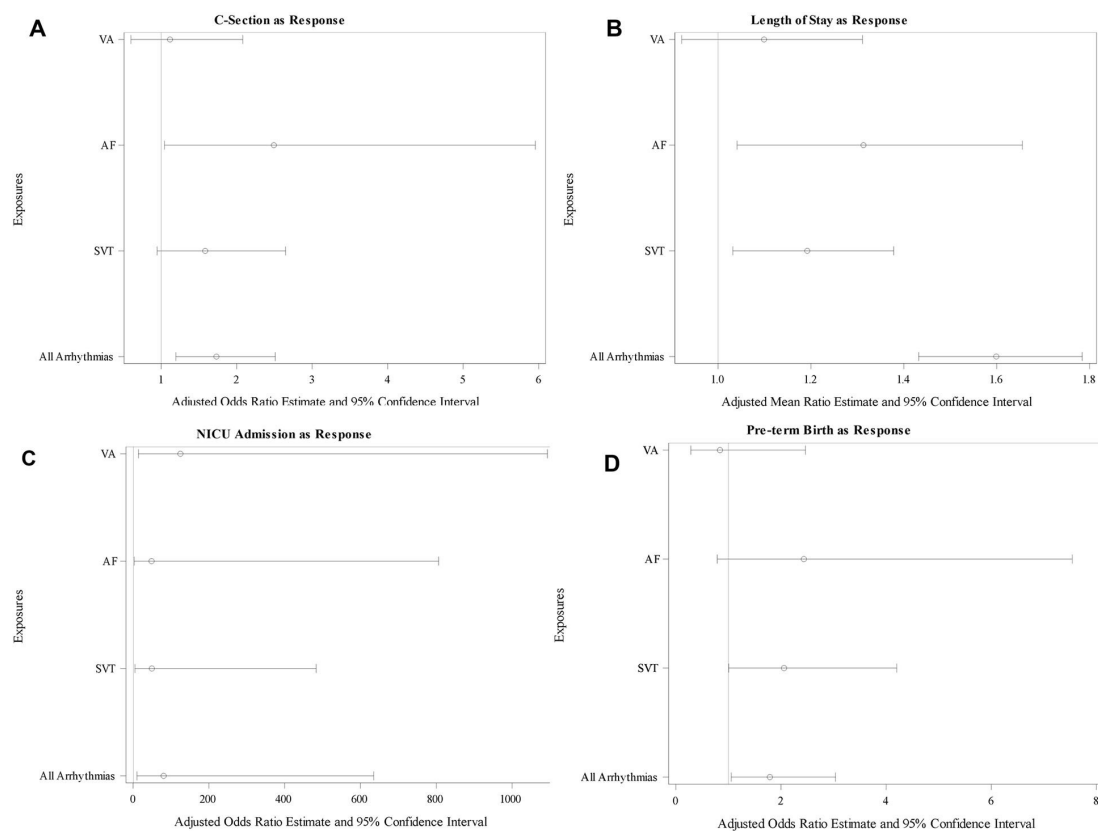 A
C-Section as Response
VA
AF
SVT
All Arrhythmias
Exposures
1 2 3 4 5 6
Adjusted Odds Ratio Estimate and 95% Confidence Interval
B
Length of Stay as Response
VA
AF
SVT
All Arrhythmias
Exposures
1.0 1.2 1.4 1.6 1.8
Adjusted Mean Ratio Estimate and 95% Confidence Interval
C
NICU Admission as Response
VA
AF
SVT
All Arrhythmias
Exposures
0 200 400 600 800 1000
Adjusted Odds Ratio Estimate and 95% Confidence Interval
D
Pre-term Birth as Response
VA
AF
SVT
All Arrhythmias
Exposures
0 2 4 6 8
Adjusted Odds Ratio Estimate and 95% Confidence Interval